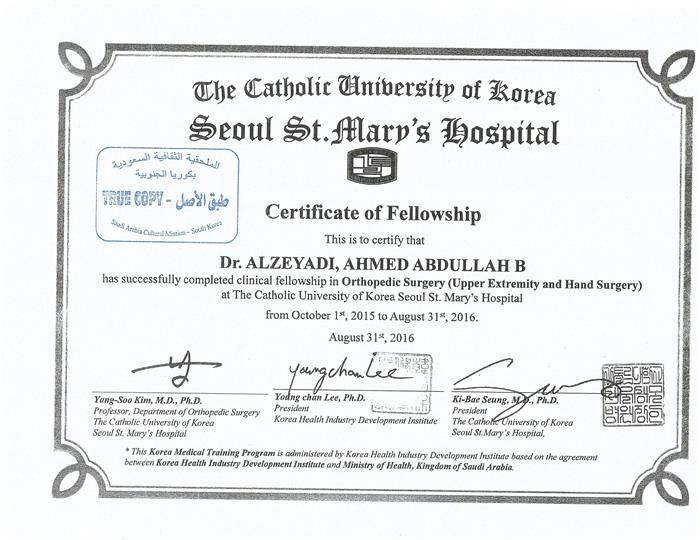 The Catholic University of Korea
Seoul St.Mary's Hospital
الملحقية الثقافية السعودية
بكوريا الجنوبية
TRUE COPY - طبق الأصل
Saudi Arabia Cultural Mission - South Korea
Certificate of Fellowship
This is to certify that
Dr. ALZEYADI, AHMED ABDULLAH B
has successfully completed clinical fellowship in Orthopedic Surgery (Upper Extremity and Hand Surgery)
at The Catholic University of Korea Seoul St. Mary's Hospital
from October 1st, 2015 to August 31st, 2016.
August 31st, 2016
youngchan Lee
Yang-Soo Kim, M.D., Ph.D.
Professor, Department of Orthopedic Surgery
The Catholic University of Korea
Seoul St. Mary's Hospital
Young chan Lee, Ph.D.
President
Korea Health Industry Development Institute
Ki-Bae Seung, M.D., Ph.D.
President
The Catholic University of Korea
Seoul St.Mary's Hospital,
* This Korea Medical Training Program is administered by Korea Health Industry Development Institute based on the agreement
between Korea Health Industry Development Institute and Ministry of Health, Kingdom of Saudi Arabia.